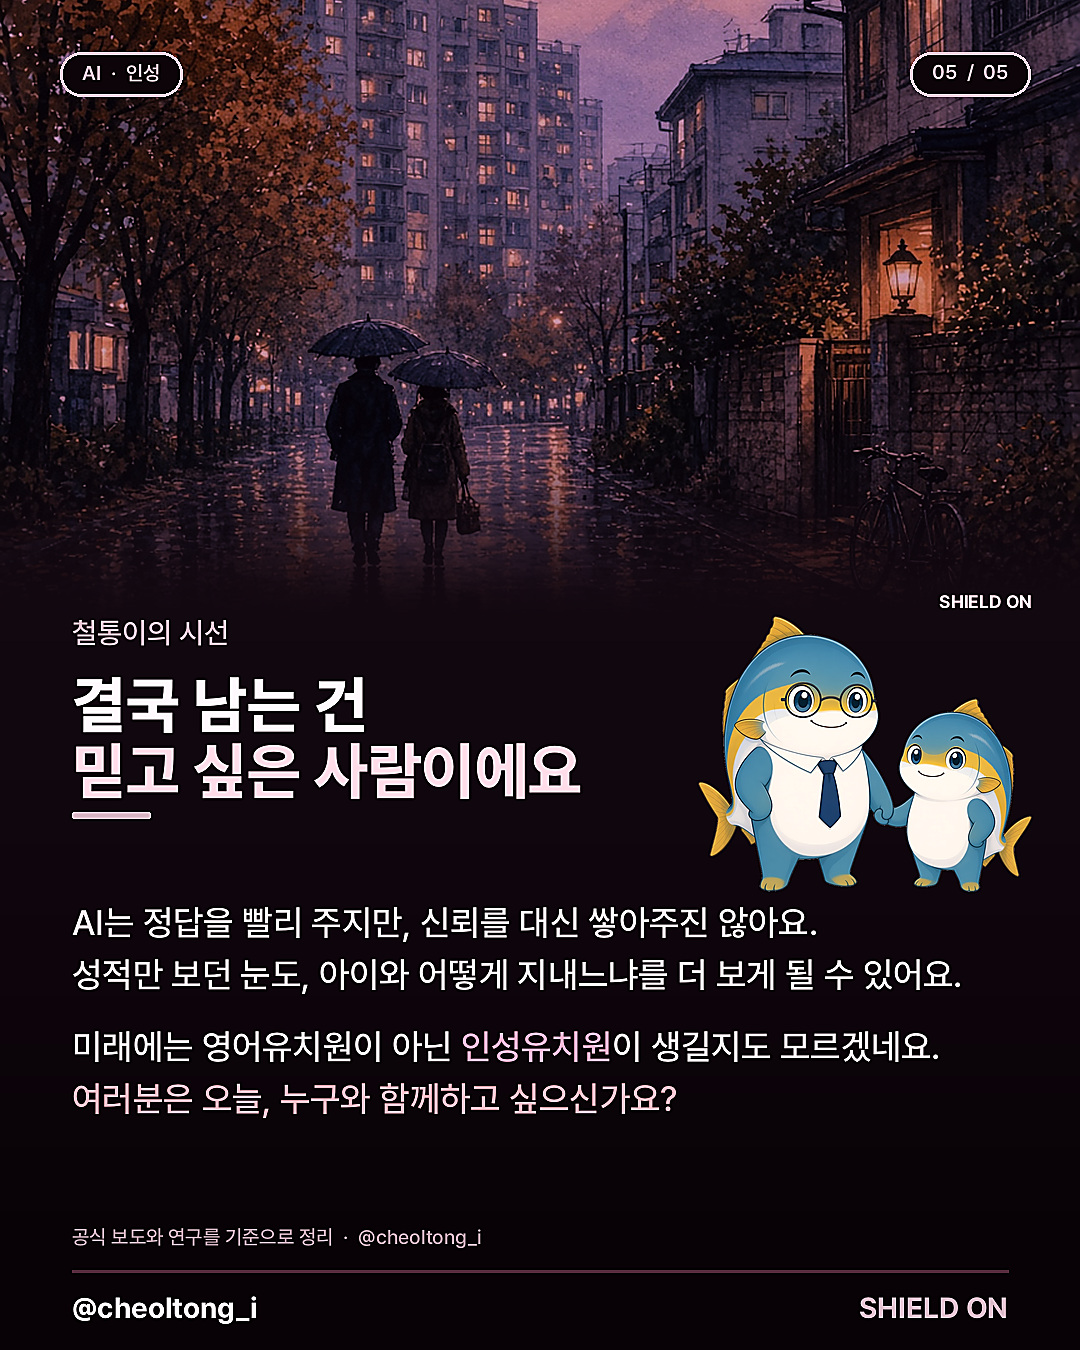 AI · 인성
05 / 05
SHIELD ON
철통이의 시선
결국 남는 건
믿고 싶은 사람이에요
AI는 정답을 빨리 주지만, 신뢰를 대신 쌓아주진 않아요.
성적만 보던 눈도, 아이와 어떻게 지내느냐를 더 보게 될 수 있어요.
미래에는 영어유치원이 아닌 인성유치원이 생길지도 모르겠네요.
여러분은 오늘, 누구와 함께하고 싶으신가요?
공식 보도와 연구를 기준으로 정리 · @cheoltong_i
@cheoltong_i
SHIELD ON